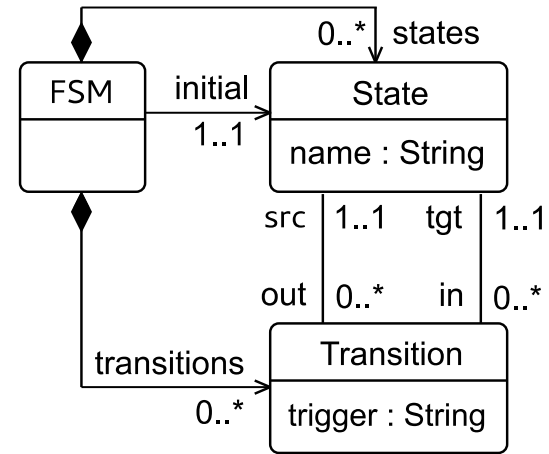 0..* states
FSM
initial
1..1
State
name : String
src 1..1 tgt 1..1
out 0..* in 0..*
transitions
0..*
Transition
trigger : String